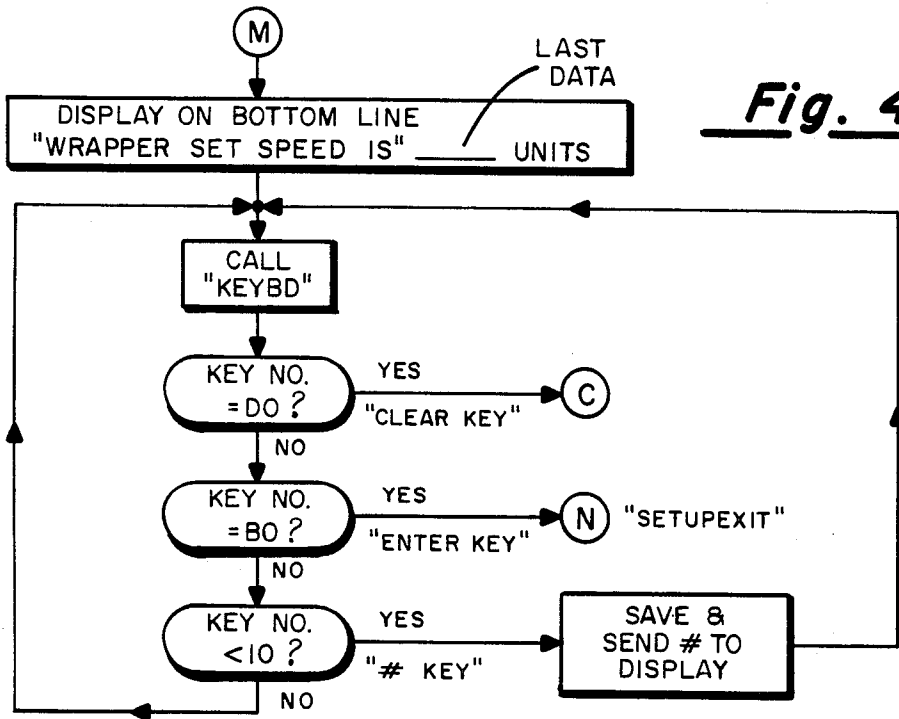 M
LAST
DATA
Fig. 4
DISPLAY ON BOTTOM LINE
"WRAPPER SET SPEED IS" _____ UNITS
CALL
"KEYBD"
KEY NO.
=DO?
YES
"CLEAR KEY"
C
NO
KEY NO.
=BO?
YES
"ENTER KEY"
N
"SETUPEXIT"
NO
KEY NO.
<10?
YES
"# KEY"
SAVE &
SEND # TO
DISPLAY
NO